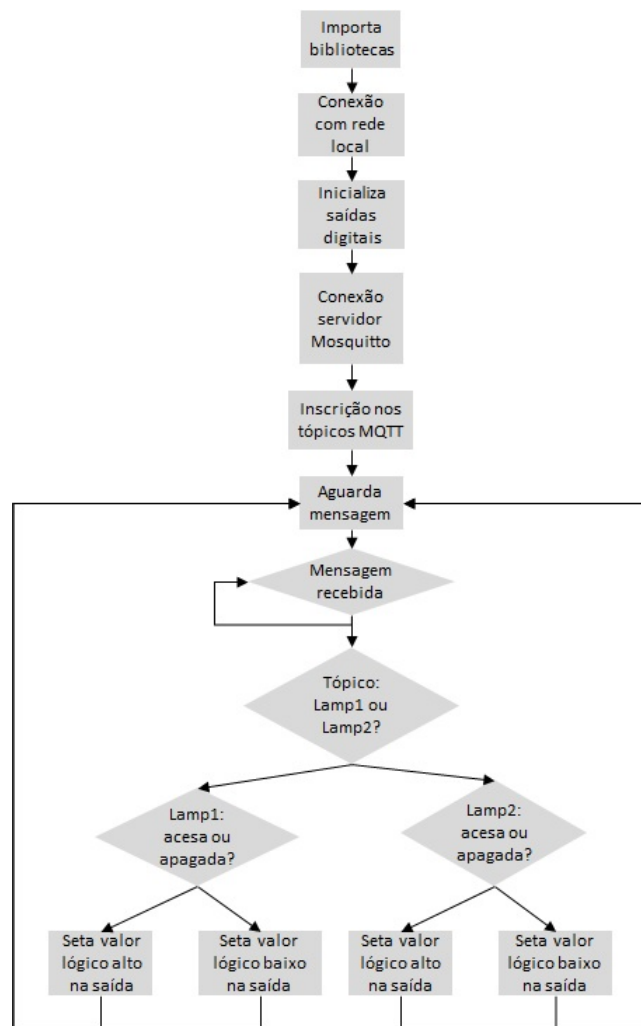 Importa
bibliotecas
Conexão
com rede
local
Inicializa
saídas
digitais
Conexão
servidor
Mosquitto
Inscrição nos
tópicos MQTT
Aguarda
mensagem
Mensagem
recebida
Tópico:
Lamp1 ou
Lamp2?
Lamp1:
acesa ou
apagada?
Lamp2:
acesa ou
apagada?
Seta valor
lógico alto
na saída
Seta valor
lógico baixo
na saída
Seta valor
lógico alto
na saída
Seta valor
lógico baixo
na saída